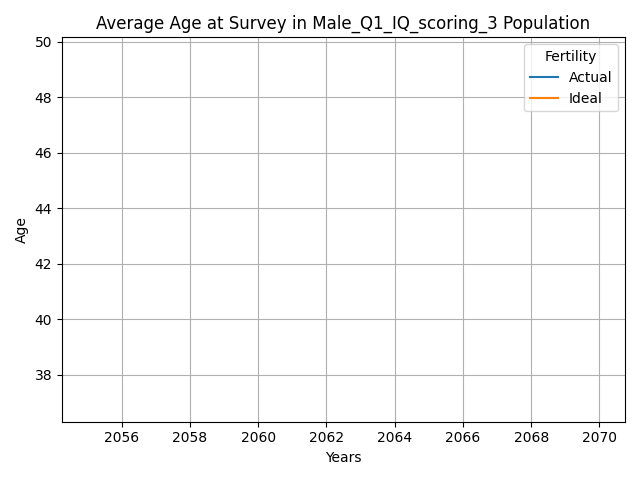 Average Age at Survey in Male_Q1_IQ_scoring_3 Population
50
48
46
44
42
40
38
Age
Fertility
Actual
Ideal
2056 2058 2060 2062 2064 2066 2068 2070
Years